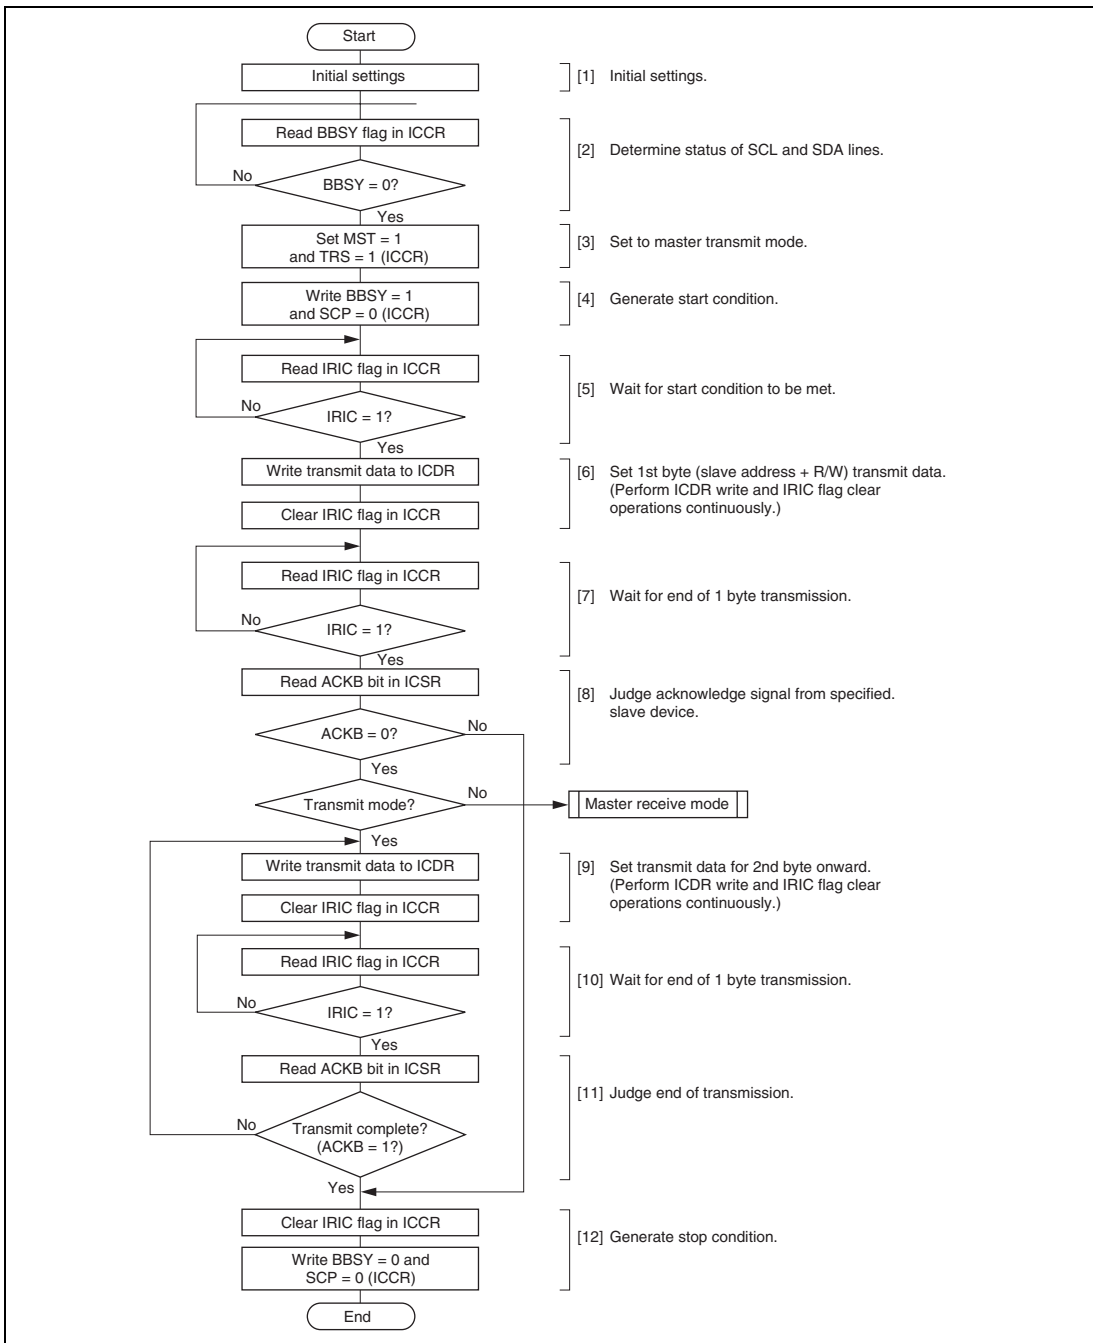 Start
Initial settings
[1] Initial settings.
Read BBSY flag in ICCR
[2] Determine status of SCL and SDA lines.
No
BBSY = 0?
Yes
Set MST = 1
and TRS = 1 (ICCR)
[3] Set to master transmit mode.
Write BBSY = 1
and SCP = 0 (ICCR)
[4] Generate start condition.
Read IRIC flag in ICCR
[5] Wait for start condition to be met.
No
IRIC = 1?
Yes
Write transmit data to ICDR
[6] Set 1st byte (slave address + R/W) transmit data.
(Perform ICDR write and IRIC flag clear
operations continuously.)
Clear IRIC flag in ICCR
Read IRIC flag in ICCR
[7] Wait for end of 1 byte transmission.
No
IRIC = 1?
Yes
Read ACKB bit in ICSR
[8] Judge acknowledge signal from specified.
slave device.
ACKB = 0?
No
Yes
Transmit mode?
No
Master receive mode
Yes
Write transmit data to ICDR
[9] Set transmit data for 2nd byte onward.
(Perform ICDR write and IRIC flag clear
operations continuously.)
Clear IRIC flag in ICCR
Read IRIC flag in ICCR
[10] Wait for end of 1 byte transmission.
No
IRIC = 1?
Yes
Read ACKB bit in ICSR
[11] Judge end of transmission.
No
Transmit complete?
(ACKB = 1?)
Yes
Clear IRIC flag in ICCR
[12] Generate stop condition.
Write BBSY = 0 and
SCP = 0 (ICCR)
End